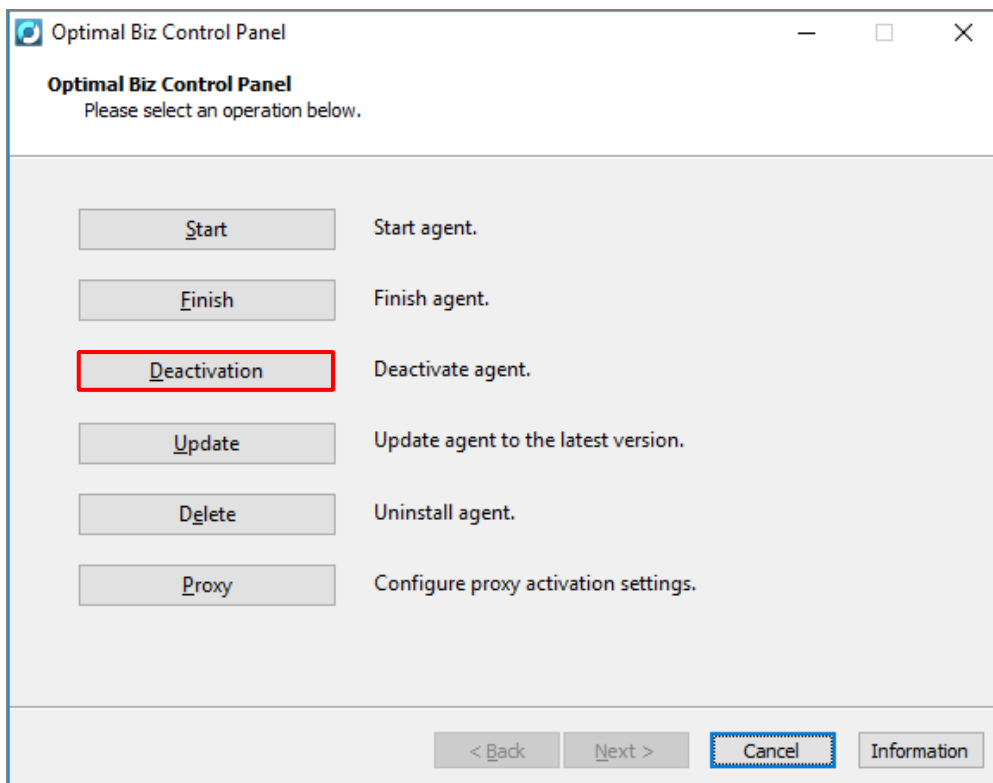 Optimal Biz Control Panel
Optimal Biz Control Panel
Please select an operation below.
Start Start agent.
Finish Finish agent.
Deactivation Deactivate agent.
Update Update agent to the latest version.
Delete Uninstall agent.
Proxy Configure proxy activation settings.
< Back Next > Cancel Information